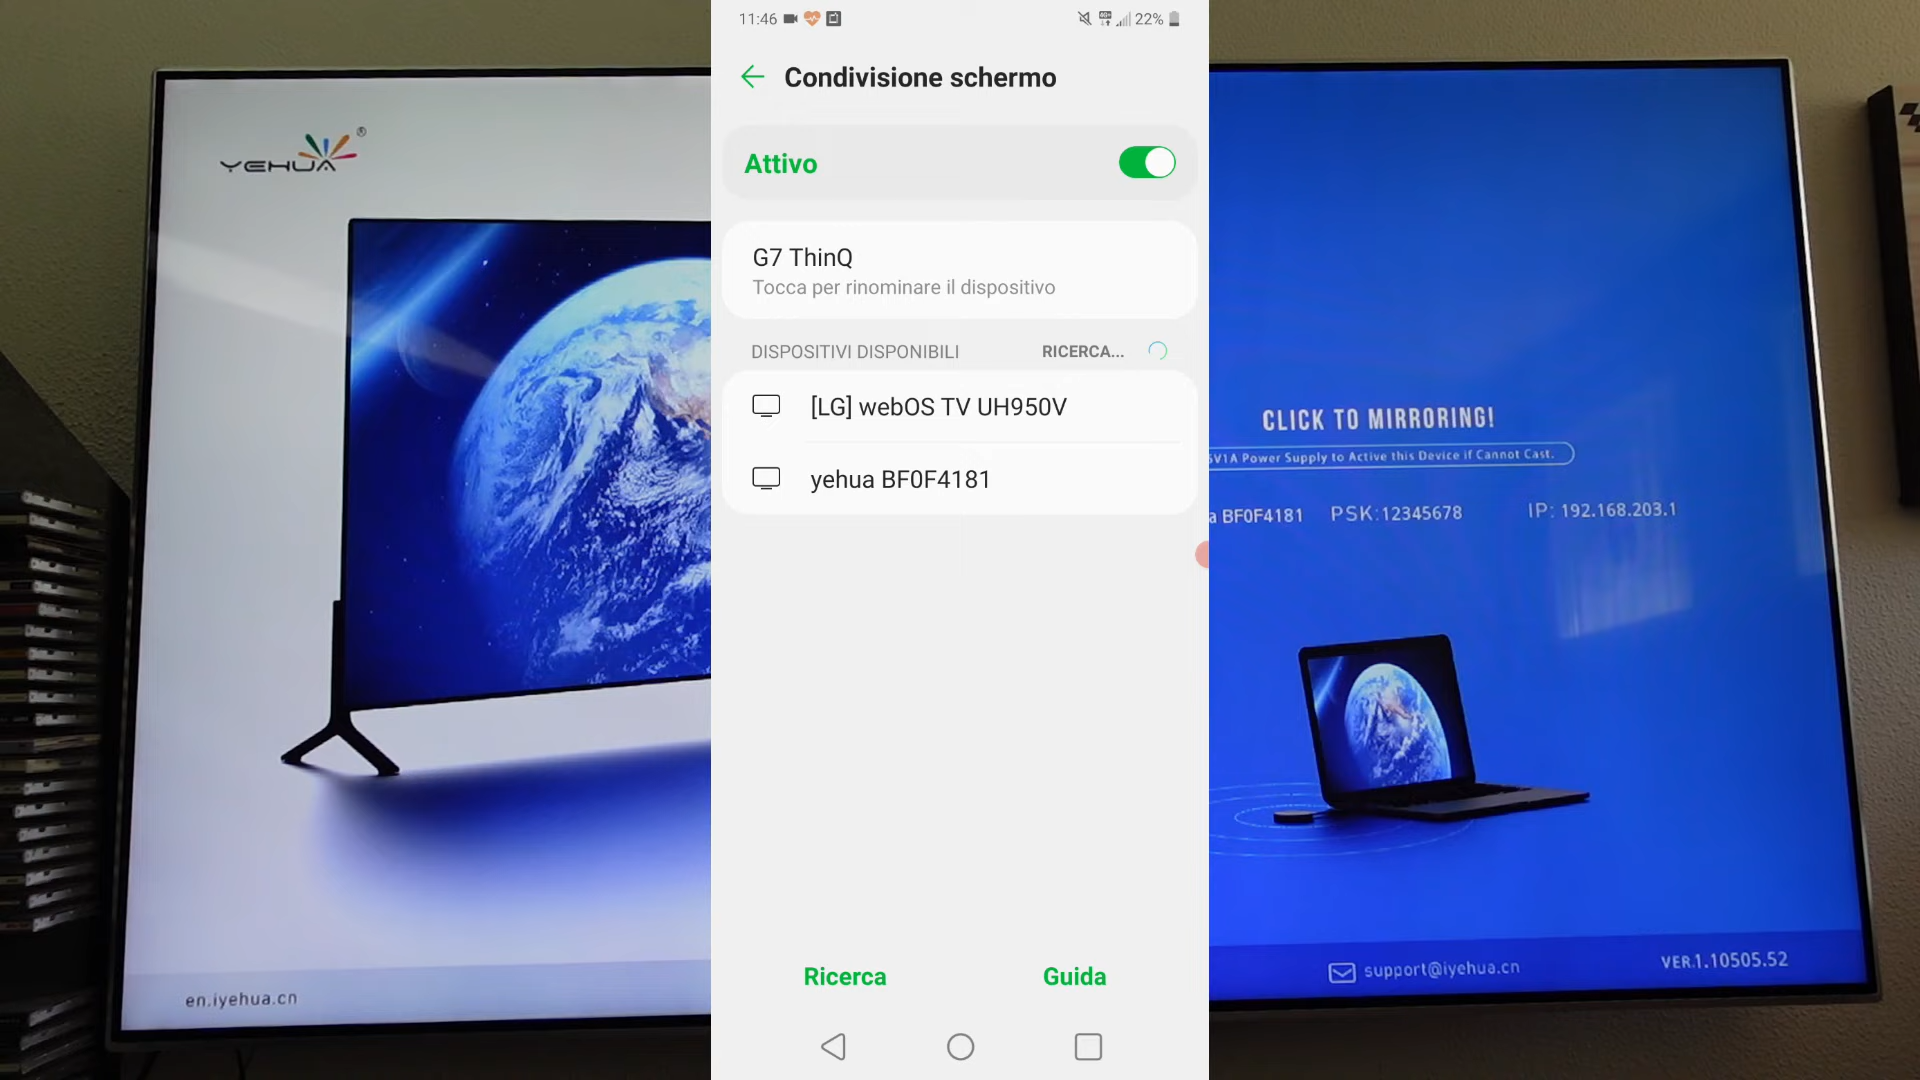 11:46
22%
Condivisione schermo
Attivo
G7 ThinQ
Tocca per rinominare il dispositivo
DISPOSITIVI DISPONIBILI
RICERCA...
[LG] webOS TV UH950V
yehua BF0F4181
Ricerca
Guida
YEHUA
en.iyehua.cn
CLICK TO MIRRORING!
5V1A Power Supply to Active this Device if Cannot Cast.
a BF0F4181
PSK:12345678
IP: 192.168.203.1
support@iyehua.cn
VER.1.10505.52